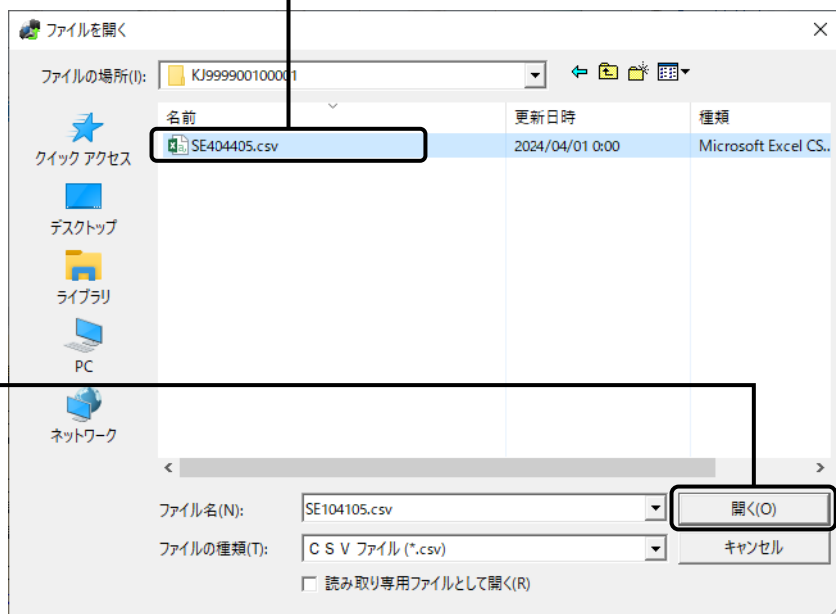 ファイルを開く
ファイルの場所(I): KJ999900100001
名前 更新日時 種類
SE404405.csv 2024/04/01 0:00 Microsoft Excel CS..
クイック アクセス
デスクトップ
ライブラリ
PC
ネットワーク
ファイル名(N): SE104105.csv 開く(O)
ファイルの種類(T): ＣＳＶ ファイル (*.csv) キャンセル
読み取り専用ファイルとして開く(R)